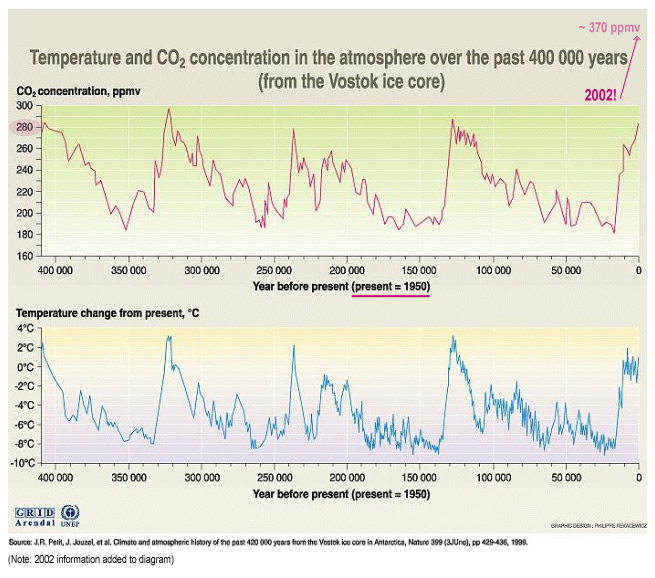 ~ 370 ppmv
Temperature and CO₂ concentration in the atmosphere over the past 400 000 years
(from the Vostok ice core)
2002!
CO₂ concentration, ppmv
300
280
260
240
220
200
180
160
400 000 350 000 300 000 250 000 200 000 150 000 100 000 50 000 0
Year before present (present = 1950)
Temperature change from present, °C
4°C
2°C
0°C
-2°C
-4°C
-6°C
-8°C
-10°C
400 000 350 000 300 000 250 000 200 000 150 000 100 000 50 000 0
Year before present (present = 1950)
GRID
Arendal UNEP
GRAPHIC DESIGN : PHILIPPE REKACEWICZ
Source: J.R. Petit, J. Jouzel, et al. Climate and atmospheric history of the past 420 000 years from the Vostok ice core in Antarctica, Nature 399 (3JUne), pp 429-436, 1999.
(Note: 2002 information added to diagram)